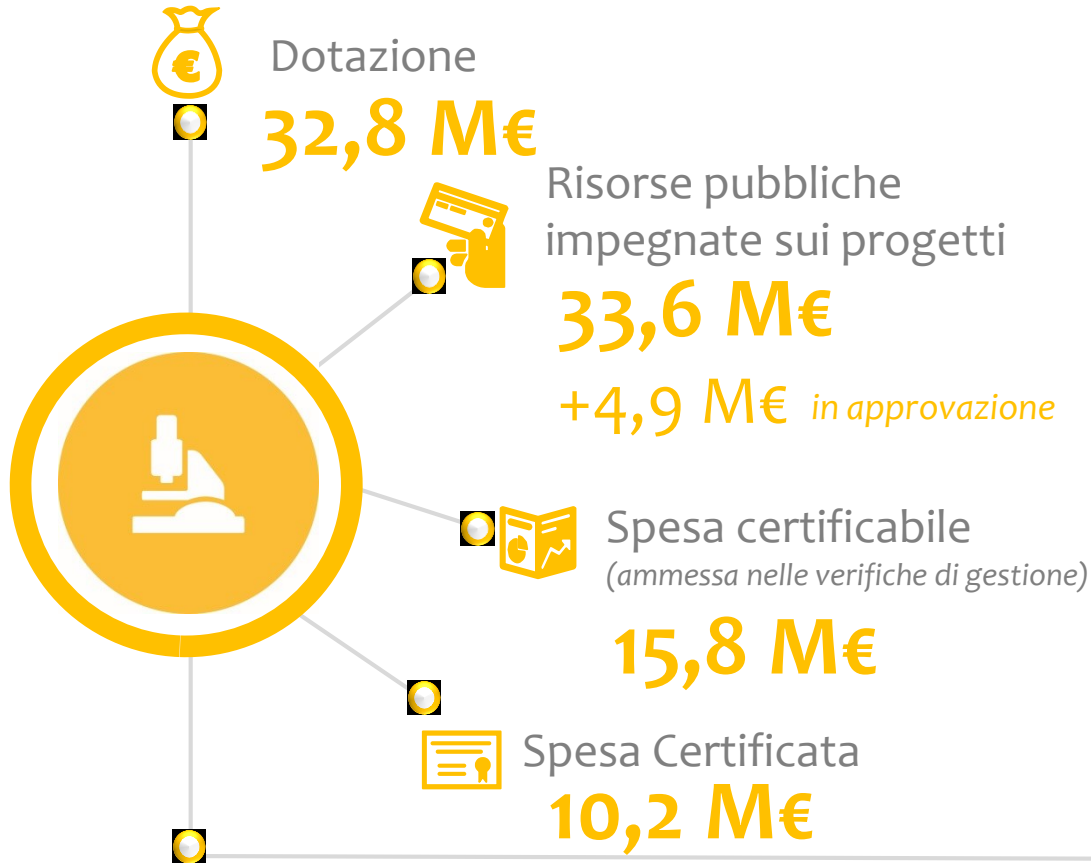 €
Dotazione
32,8 M€
Risorse pubbliche
impegnate sui progetti
33,6 M€
+4,9 M€ in approvazione
Spesa certificabile
(ammessa nelle verifiche di gestione)
15,8 M€
Spesa Certificata
10,2 M€